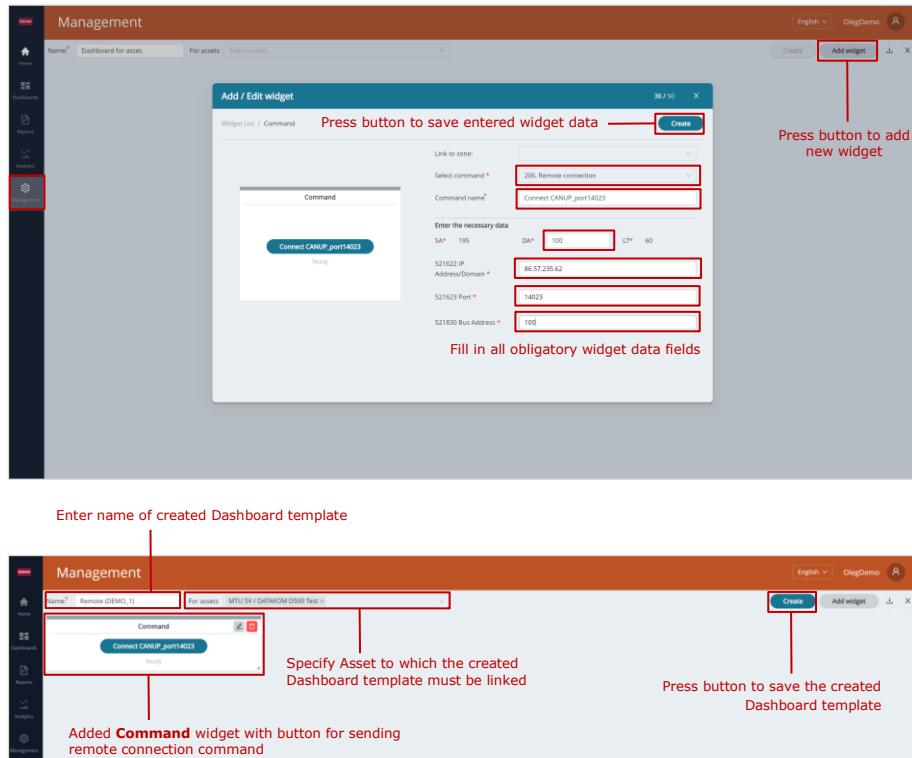 Management
English
OlegDemo
Home
Dashboards
Reports
Analytics
Management
Name:* Dashboard for asset.
For assets Select assets...
Create
Add widget
X
Press button to add
new widget
Add / Edit widget
36 / 50
X
Widget List / Command
Press button to save entered widget data
Create
Command
Connect CANUP_port14023
Ready
Link to zone:
Select command * 206. Remote connection
Command name* Connect CANUP_port14023
Enter the necessary data
SA* 195 DA* 100 LT* 60
521622 IP
Address/Domain * 86.57.235.62
521623 Port * 14023
521830 Bus Address * 100
Fill in all obligatory widget data fields
Enter name of created Dashboard template
Management
English
OlegDemo
Home
Dashboards
Reports
Analytics
Management
Name:* Remote (DEMO_1)
For assets MTU 5V / DATAKOM D500 Test ×
Create
Add widget
X
Command
Connect CANUP_port14023
Ready
Specify Asset to which the created
Dashboard template must be linked
Press button to save the created
Dashboard template
Added Command widget with button for sending
remote connection command